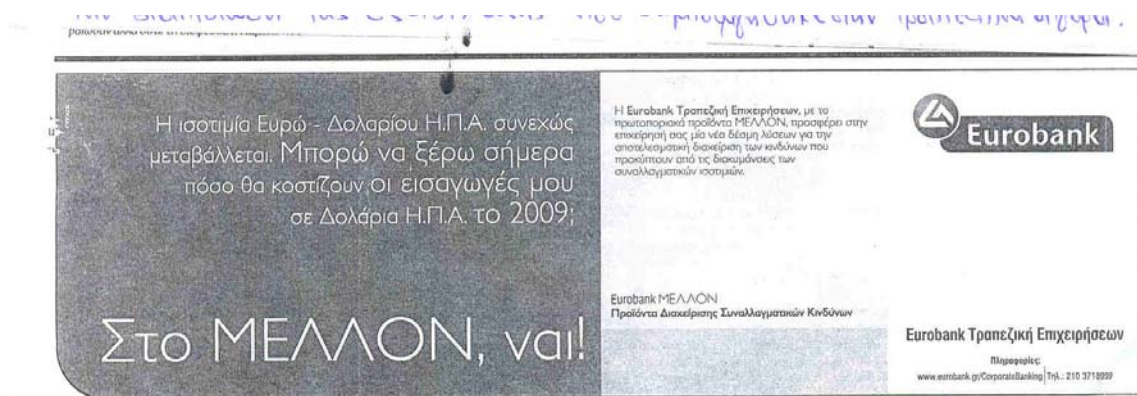 Η ισοτιμία Ευρώ - Δολαρίου Η.Π.Α. συνεχώς
μεταβάλλεται. Μπορώ να ξέρω σήμερα
πόσο θα κοστίζουν οι εισαγωγές μου
σε Δολάρια Η.Π.Α. το 2009;
Στο ΜΕΛΛΟΝ, ναι!
Η Eurobank Τραπεζική Επιχειρήσεων, με τα
πρωτοποριακά προϊόντα ΜΕΛΛΟΝ, προσφέρει στην
επιχείρησή σας μία νέα δέσμη λύσεων για την
αποτελεσματική διαχείριση των κινδύνων που
προκύπτουν από τις διακυμάνσεις των
συναλλαγματικών ισοτιμιών.
Eurobank ΜΕΛΛΟΝ
Προϊόντα Διαχείρισης Συναλλαγματικών Κινδύνων
Eurobank
Eurobank Τραπεζική Επιχειρήσεων
Πληροφορίες:
www.eurobank.gr/CorporateBanking Τηλ.: 210 3718999